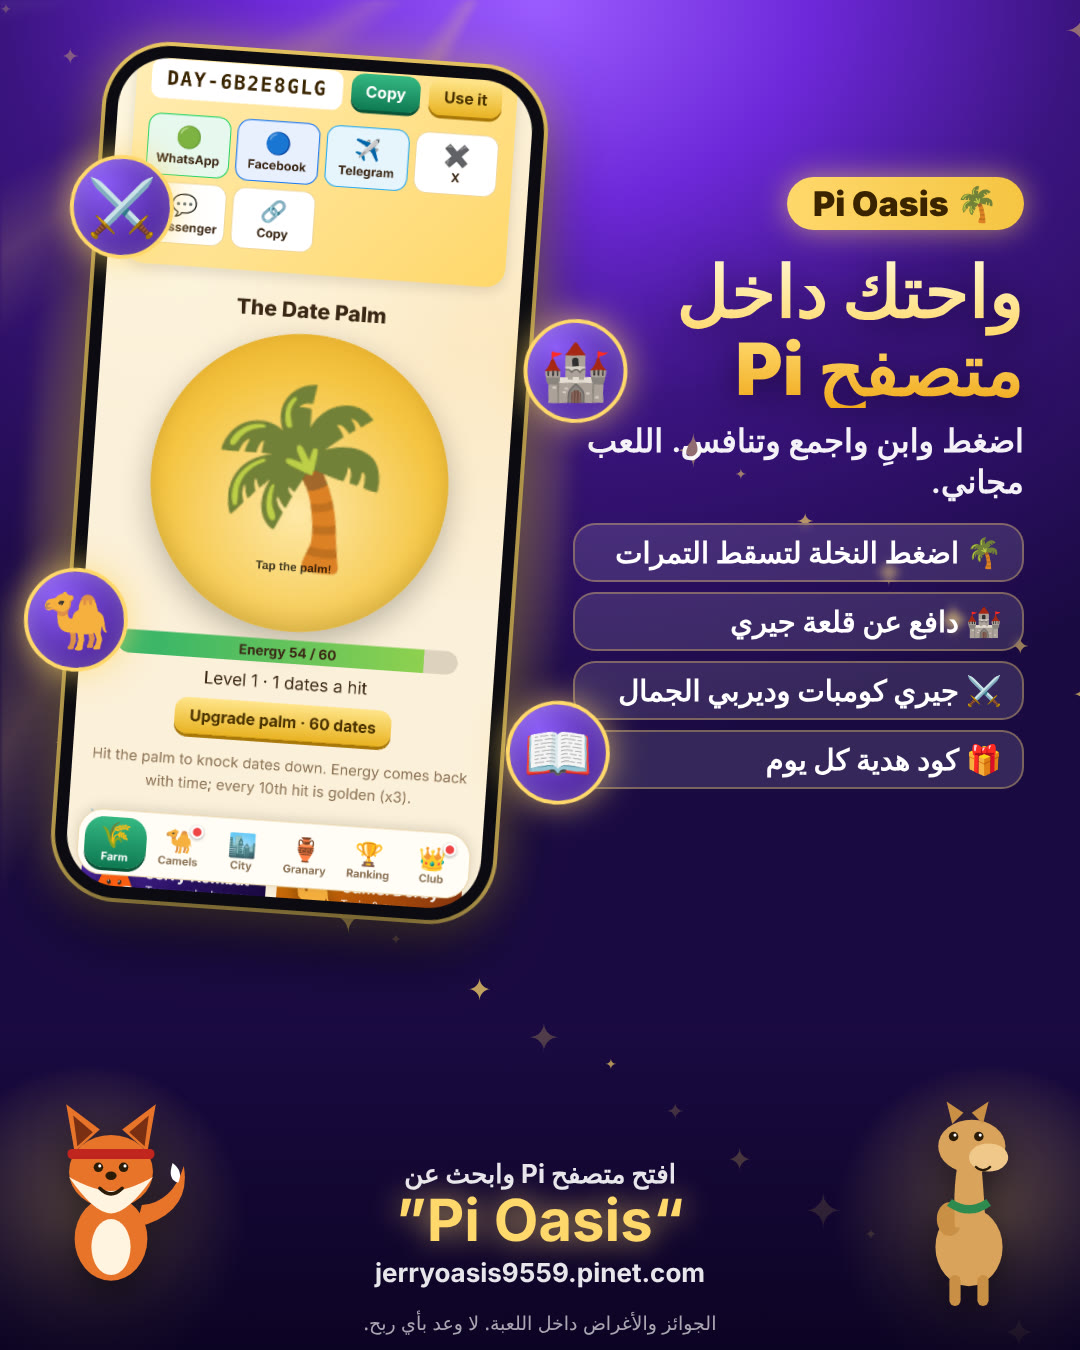 DAY-6B2E8GLG
Copy
Use it
WhatsApp
Facebook
Telegram
X
Copy
The Date Palm
Tap the palm!
Energy 54 / 60
Level 1 · 1 dates a hit
Upgrade palm · 60 dates
Hit the palm to knock dates down. Energy comes back
with time; every 10th hit is golden (x3).
Farm
Camels
City
Granary
Ranking
Club
Pi Oasis
واحتك داخل
متصفح Pi
اضغط وابنِ واجمع وتنافس. اللعب
مجاني.
اضغط النخلة لتسقط التمرات
دافع عن قلعة جيري
جيري كومبات وديربي الجمال
كود هدية كل يوم
افتح متصفح Pi وابحث عن
"Pi Oasis"
jerryoasis9559.pinet.com
الجوائز والأغراض داخل اللعبة. لا وعد بأي ربح.